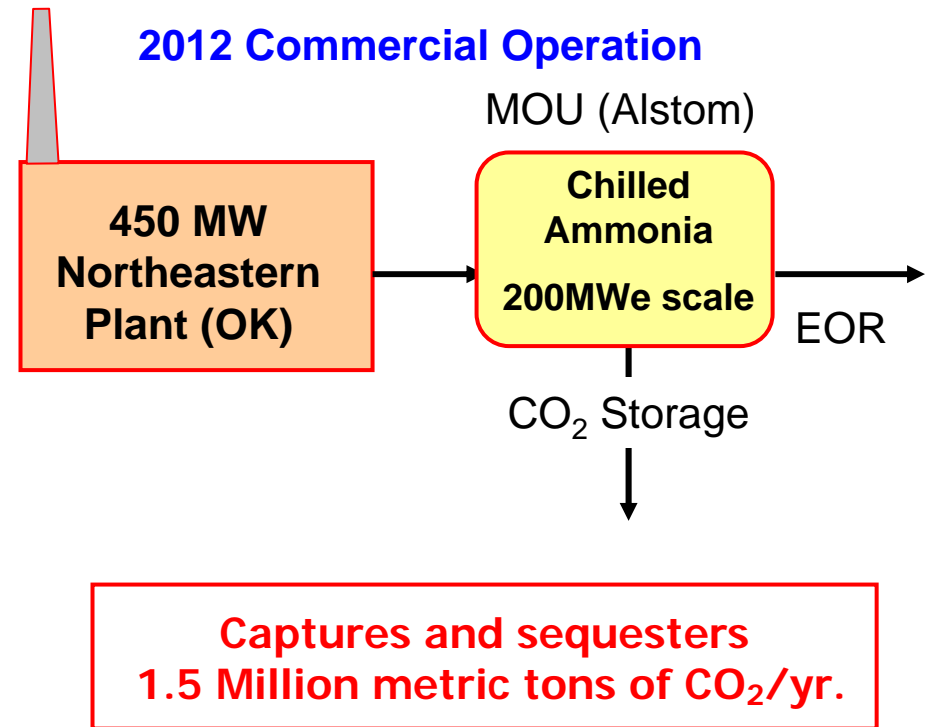 2012 Commercial Operation
MOU (Alstom)
450 MW
Northeastern
Plant (OK)
Chilled
Ammonia
200MWe scale
EOR
CO₂ Storage
Captures and sequesters
1.5 Million metric tons of CO₂/yr.